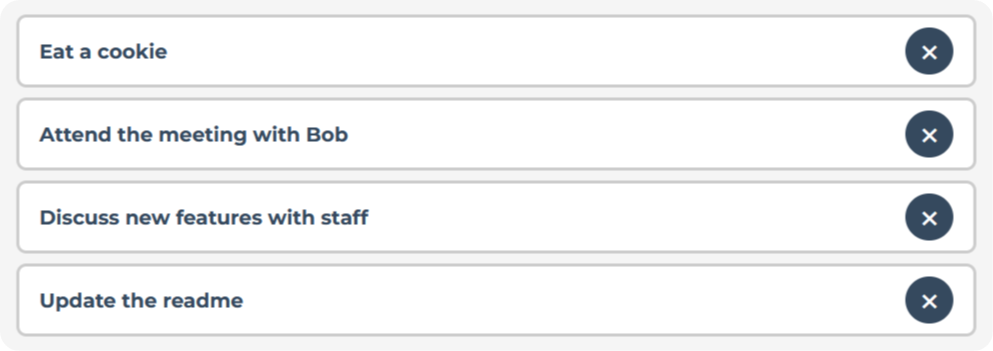 Eat a cookie
Attend the meeting with Bob
Discuss new features with staff
Update the readme